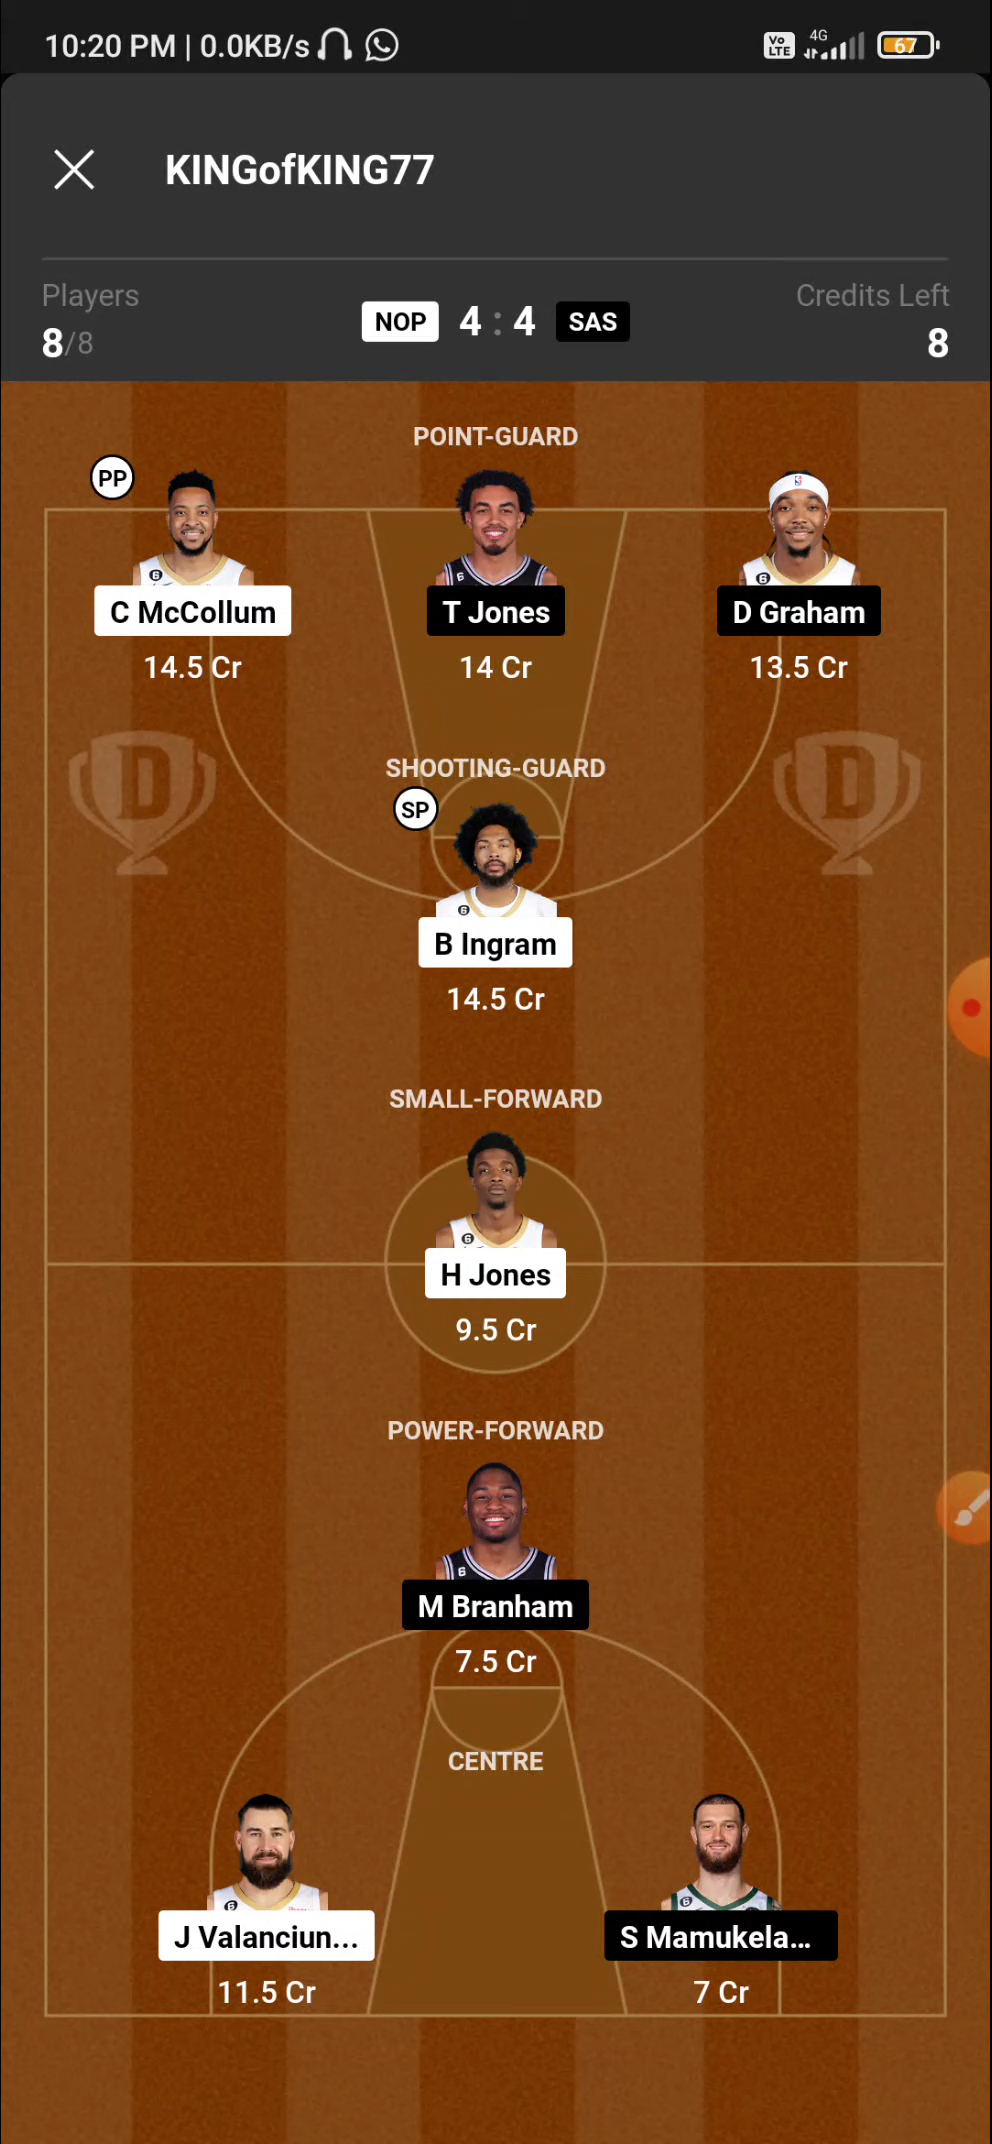 10:20 PM | 0.0KB/s
Vo LTE 4G 67
KINGofKING77
Players
Credits Left
8/8
NOP 4 : 4 SAS
8
POINT-GUARD
PP
C McCollum
T Jones
D Graham
14.5 Cr
14 Cr
13.5 Cr
D
D
SHOOTING-GUARD
SP
B Ingram
14.5 Cr
SMALL-FORWARD
H Jones
9.5 Cr
POWER-FORWARD
M Branham
7.5 Cr
CENTRE
J Valanciun...
S Mamukela...
11.5 Cr
7 Cr